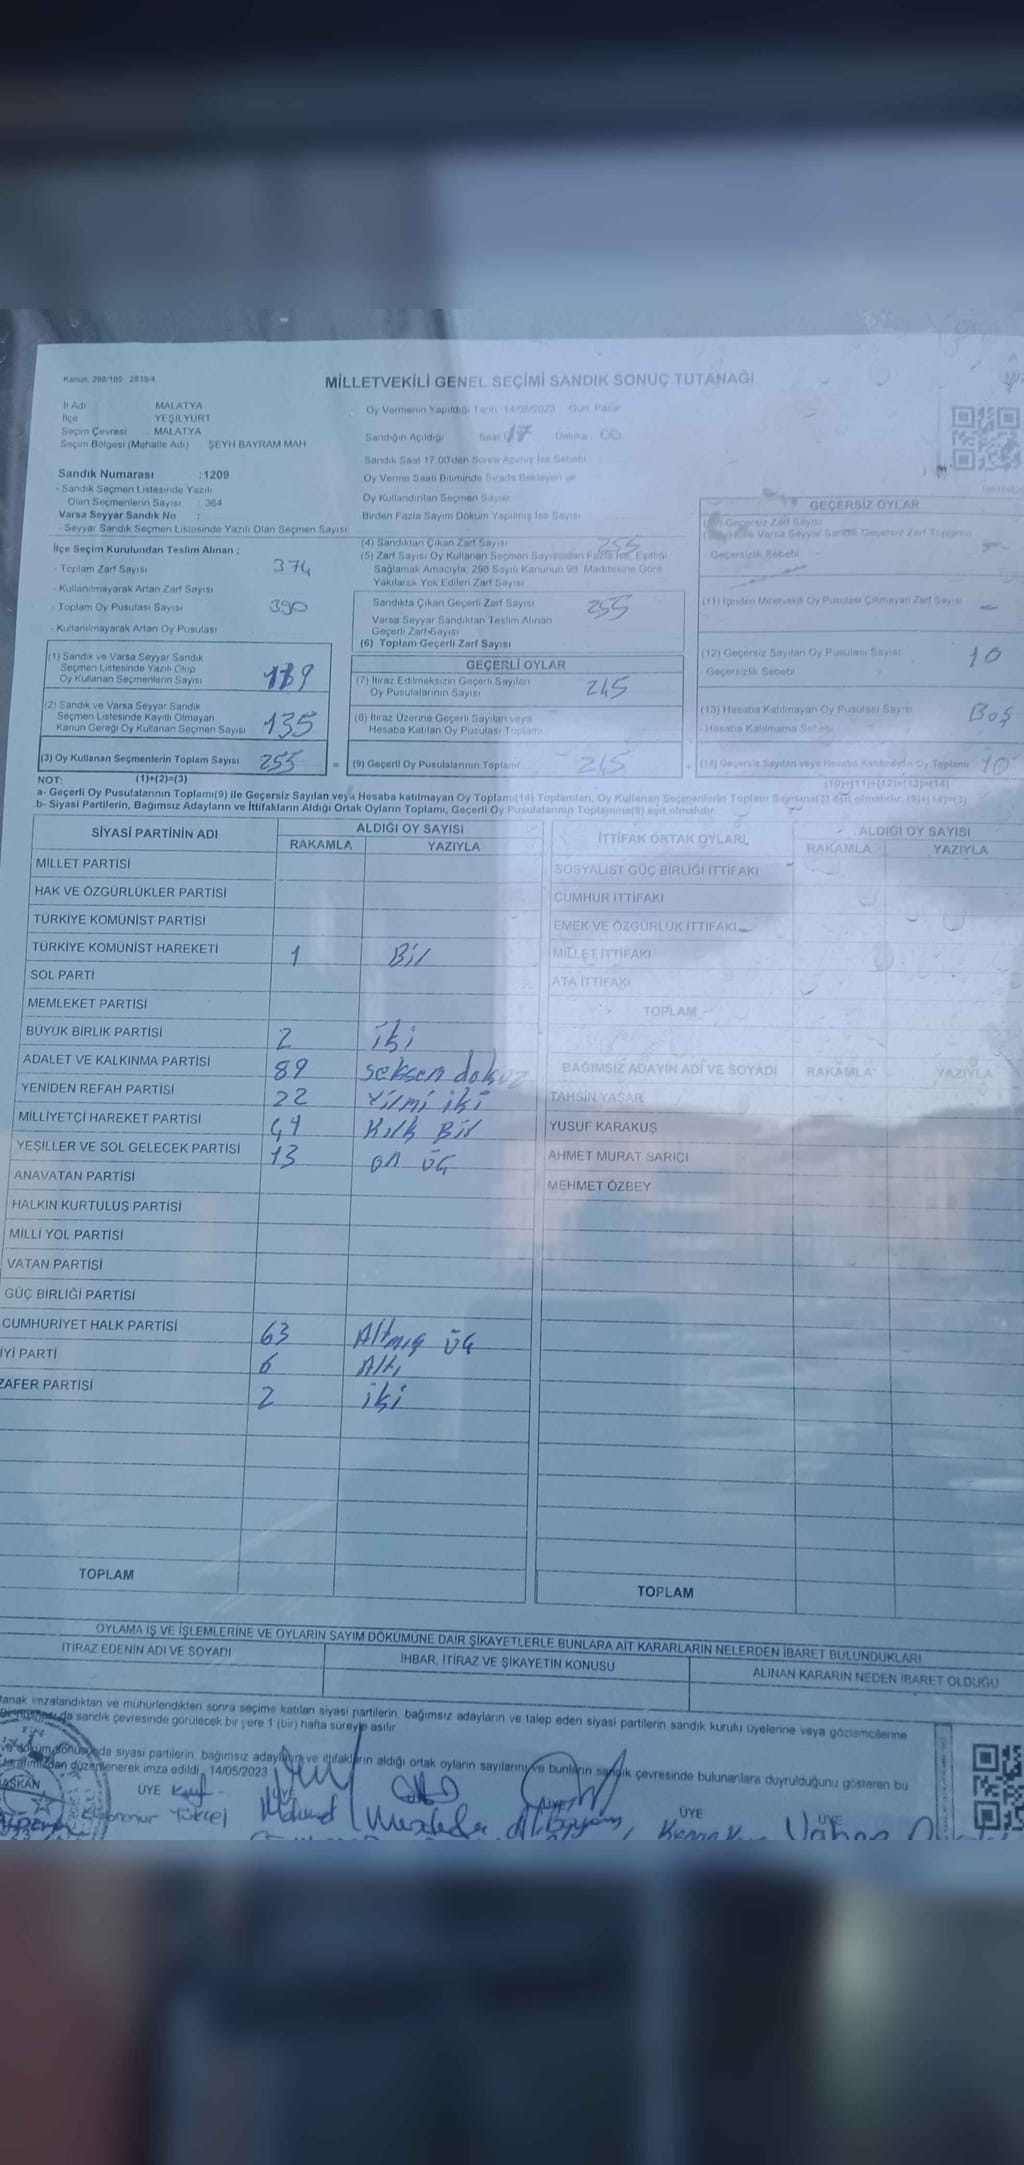 Kanun: 298/105 : 2839/4
MİLLETVEKİLİ GENEL SEÇİMİ SANDIK SONUÇ TUTANAĞI
İl Adı MALATYA
İlçe YEŞİLYURT
Seçim Çevresi MALATYA
Seçim Bölgesi (Mahalle Adı) ŞEYH BAYRAM MAH
Sandık Numarası :1209
- Sandık Seçmen Listesinde Yazılı
Olan Seçmenlerin Sayısı : 364
Varsa Seyyar Sandık No :
- Seyyar Sandık Seçmen Listesinde Yazılı Olan Seçmen Sayısı
Oy Vermenin Yapıldığı Tarih :14/05/2023 Gün: Pazar
Sandığın Açıldığı Saat 17 Dakika 00
Sandık Saat 17:00'den Sonra Açılmış İse Sebebi
Oy Verme Saati Bitiminde Sırada Bekleyen ve
Oy Kullandırılan Seçmen Sayısı
Birden Fazla Sayım Döküm Yapılmış İse Sayısı
İlçe Seçim Kurulundan Teslim Alınan :
- Toplam Zarf Sayısı 374
- Kullanılmayarak Artan Zarf Sayısı
- Toplam Oy Pusulası Sayısı 390
- Kullanılmayarak Artan Oy Pusulası
(1) Sandık ve Varsa Seyyar Sandık
Seçmen Listesinde Yazılı Olup
Oy Kullanan Seçmenlerin Sayısı
(2) Sandık ve Varsa Seyyar Sandık
Seçmen Listesinde Kayıtlı Olmayan
Kanun Gereği Oy Kullanan Seçmen Sayısı 135
(3) Oy Kullanan Seçmenlerin Toplam Sayısı 255
(4) Sandıktan Çıkan Zarf Sayısı 255
(5) Zarf Sayısı Oy Kullanan Seçmen Sayısından Fazla İse, Eşitliği
Sağlamak Amacıyla; 298 Sayılı Kanunun 98. Maddesine Göre
Yakılarak Yok Edilen Zarf Sayısı
Sandıkta Çıkan Geçerli Zarf Sayısı 255
Varsa Seyyar Sandıktan Teslim Alınan
Geçerli Zarf Sayısı
(6) Toplam Geçerli Zarf Sayısı
GEÇERLİ OYLAR
(7) İtiraz Edilmeksizin Geçerli Sayılan
Oy Pusulalarının Sayısı 245
(8) İtiraz Üzerine Geçerli Sayılan veya
Hesaba Katılan Oy Pusulası Toplamı
= (9) Geçerli Oy Pusulalarının Toplamı 245
GEÇERSİZ OYLAR
Geçersiz Zarf Sayısı
- Geçersizlik Sebebi
(11) İçinden Milletvekili Oy Pusulası Çıkmayan Zarf Sayısı -
(12) Geçersiz Sayılan Oy Pusulası Sayısı 10
- Geçersizlik Sebebi
(13) Hesaba Katılmayan Oy Pusulası Sayısı Boş
- Hesaba Katılmama Sebebi
+ (14) Geçersiz Sayılan veya Hesaba Katılmayan Oy Toplamı 10
NOT: (1)+(2)=(3) (10)+(11)+(12)+(13)=(14)
a- Geçerli Oy Pusulalarının Toplamı(9) ile Geçersiz Sayılan veya Hesaba katılmayan Oy Toplamı(14) Toplamları, Oy Kullanan Seçmenlerin Toplam Sayısına(3) eşit olmalıdır. (9)+(14)=(3)
b- Siyasi Partilerin, Bağımsız Adayların ve İttifakların Aldığı Ortak Oyların Toplamı, Geçerli Oy Pusulalarının Toplamına(9) eşit olmalıdır.
SİYASİ PARTİNİN ADI ALDIĞI OY SAYISI
RAKAMLA YAZIYLA
MİLLET PARTİSİ
HAK VE ÖZGÜRLÜKLER PARTİSİ
TÜRKİYE KOMÜNİST PARTİSİ
TÜRKİYE KOMÜNİST HAREKETİ 1 Bir
SOL PARTİ
MEMLEKET PARTİSİ
BÜYÜK BİRLİK PARTİSİ 2 iki
ADALET VE KALKINMA PARTİSİ 89 seksen dokuz
YENİDEN REFAH PARTİSİ 22 Yirmi iki
MİLLİYETÇİ HAREKET PARTİSİ 41 Kırk Bir
YEŞİLLER VE SOL GELECEK PARTİSİ 13 on üç
ANAVATAN PARTİSİ
HALKIN KURTULUŞ PARTİSİ
MİLLİ YOL PARTİSİ
VATAN PARTİSİ
GÜÇ BİRLİĞİ PARTİSİ
CUMHURİYET HALK PARTİSİ 63 Altmış üç
İYİ PARTİ 6 Altı
ZAFER PARTİSİ 2 iki
TOPLAM
İTTİFAK ORTAK OYLARI ALDIĞI OY SAYISI
RAKAMLA YAZIYLA
SOSYALİST GÜÇ BİRLİĞİ İTTİFAKI
CUMHUR İTTİFAKI
EMEK VE ÖZGÜRLÜK İTTİFAKI
MİLLET İTTİFAKI
ATA İTTİFAKI
TOPLAM
BAĞIMSIZ ADAYIN ADI VE SOYADI RAKAMLA YAZIYLA
TAHSİN YAŞAR
YUSUF KARAKUŞ
AHMET MURAT SARICI
MEHMET ÖZBEY
TOPLAM
OYLAMA İŞ VE İŞLEMLERİNE VE OYLARIN SAYIM DÖKÜMÜNE DAİR ŞİKAYETLERLE BUNLARA AİT KARARLARIN NELERDEN İBARET BULUNDUKLARI
İTİRAZ EDENİN ADI VE SOYADI İHBAR, İTİRAZ VE ŞİKAYETİN KONUSU ALINAN KARARIN NEDEN İBARET OLDUĞU
tanak imzalandıktan ve mühürlendikten sonra seçime katılan siyasi partilerin, bağımsız adayların ve talep eden siyasi partilerin sandık kurulu üyelerine veya gözlemcilerine
da sandık çevresinde görülecek bir yere 1 (bir) hafta süreyle asılır.
siyasi partilerin, bağımsız adayların ve ittifakların aldığı ortak oyların sayılarını ve bunların sandık çevresinde bulunanlara duyrulduğunu gösteren bu
tarafımızdan düzenlenerek imza edildi. 14/05/2023
BAŞKAN ÜYE ÜYE ÜYE ÜYE
Yüksel Mehmet